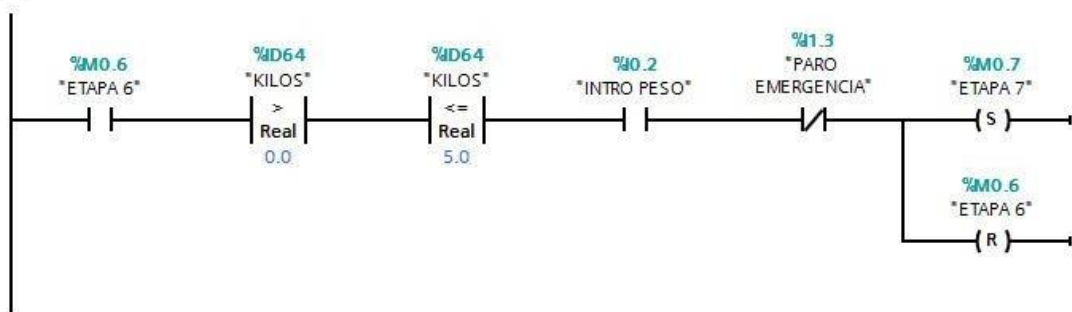 %M0.6
"ETAPA 6"
%ID64
"KILOS"
>
Real
0.0
%ID64
"KILOS"
<=
Real
5.0
%I0.2
"INTRO PESO"
%I1.3
"PARO
EMERGENCIA"
%M0.7
"ETAPA 7"
S
%M0.6
"ETAPA 6"
R